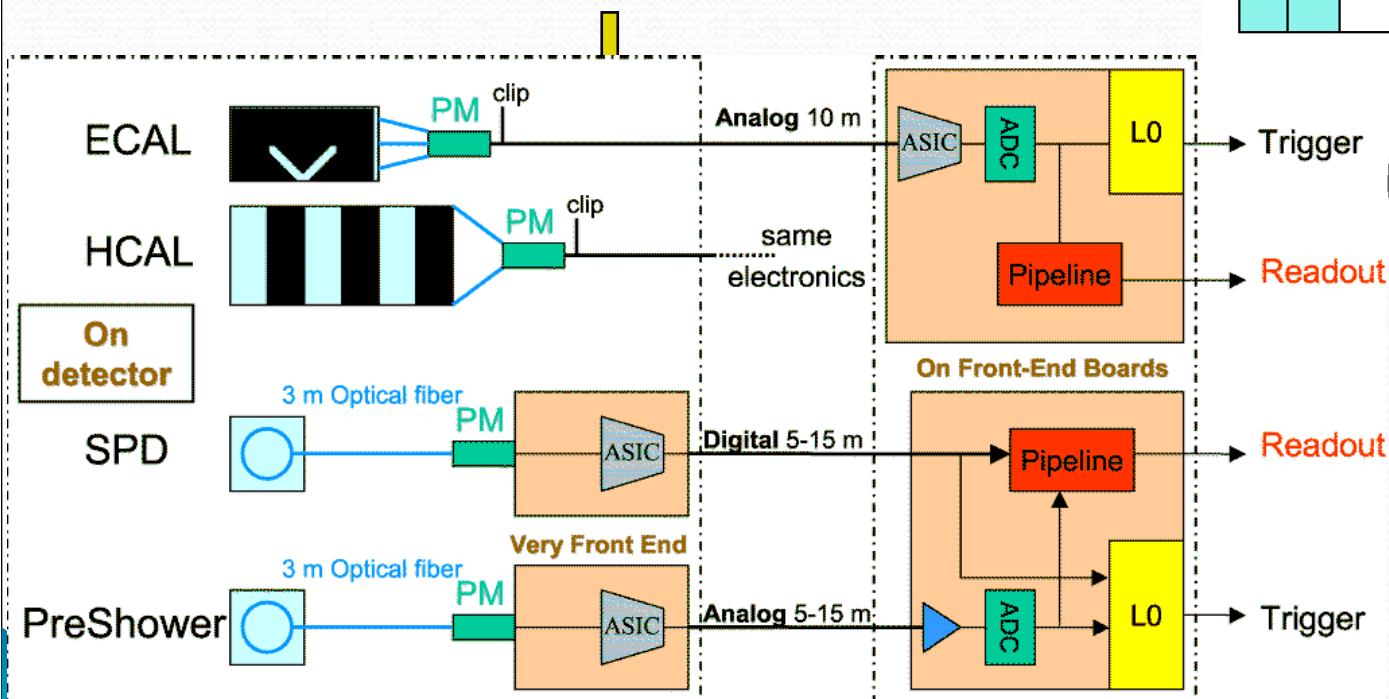 ECAL
PM
clip
Analog 10 m
ASIC
ADC
L0
Trigger
HCAL
PM
clip
same
electronics
Pipeline
Readout
On
detector
On Front-End Boards
SPD
3 m Optical fiber
PM
ASIC
Digital 5-15 m
Pipeline
Readout
Very Front End
PreShower
3 m Optical fiber
PM
ASIC
Analog 5-15 m
ADC
L0
Trigger